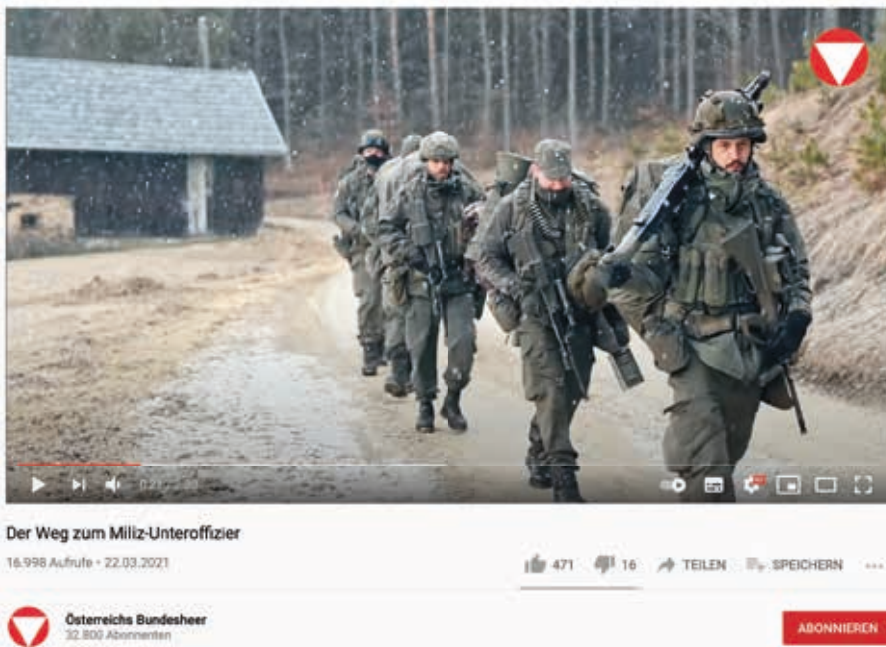 Der Weg zum Miliz-Unteroffizier
16.998 Aufrufe • 22.03.2021
471
16
TEILEN
SPEICHERN
Österreichs Bundesheer
32.800 Abonnenten
ABONNIEREN